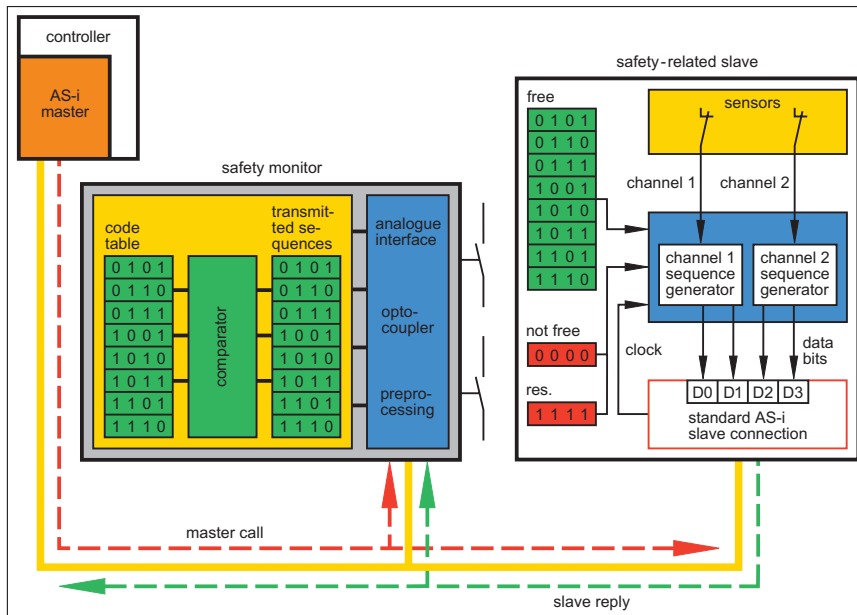 controller
AS-i
master
safety monitor
code
table
0 1 0 1
0 1 1 0
0 1 1 1
1 0 0 1
1 0 1 0
1 0 1 1
1 1 0 1
1 1 1 0
comparator
transmit-
ted se-
quences
0 1 0 1
0 1 1 0
0 1 1 1
1 0 0 1
1 0 1 0
1 0 1 1
1 1 0 1
1 1 1 0
analogue
interface
opto-
coupler
preproc-
cessing
safety-related slave
free
0 1 0 1
0 1 1 0
0 1 1 1
1 0 0 1
1 0 1 0
1 0 1 1
1 1 0 1
1 1 1 0
not free
0 0 0 0
res.
1 1 1 1
sensors
channel 1
channel 2
channel 1
sequence
generator
channel 2
sequence
generator
clock
data
bits
D0 D1 D2 D3
standard AS-i
slave connection
master call
slave reply